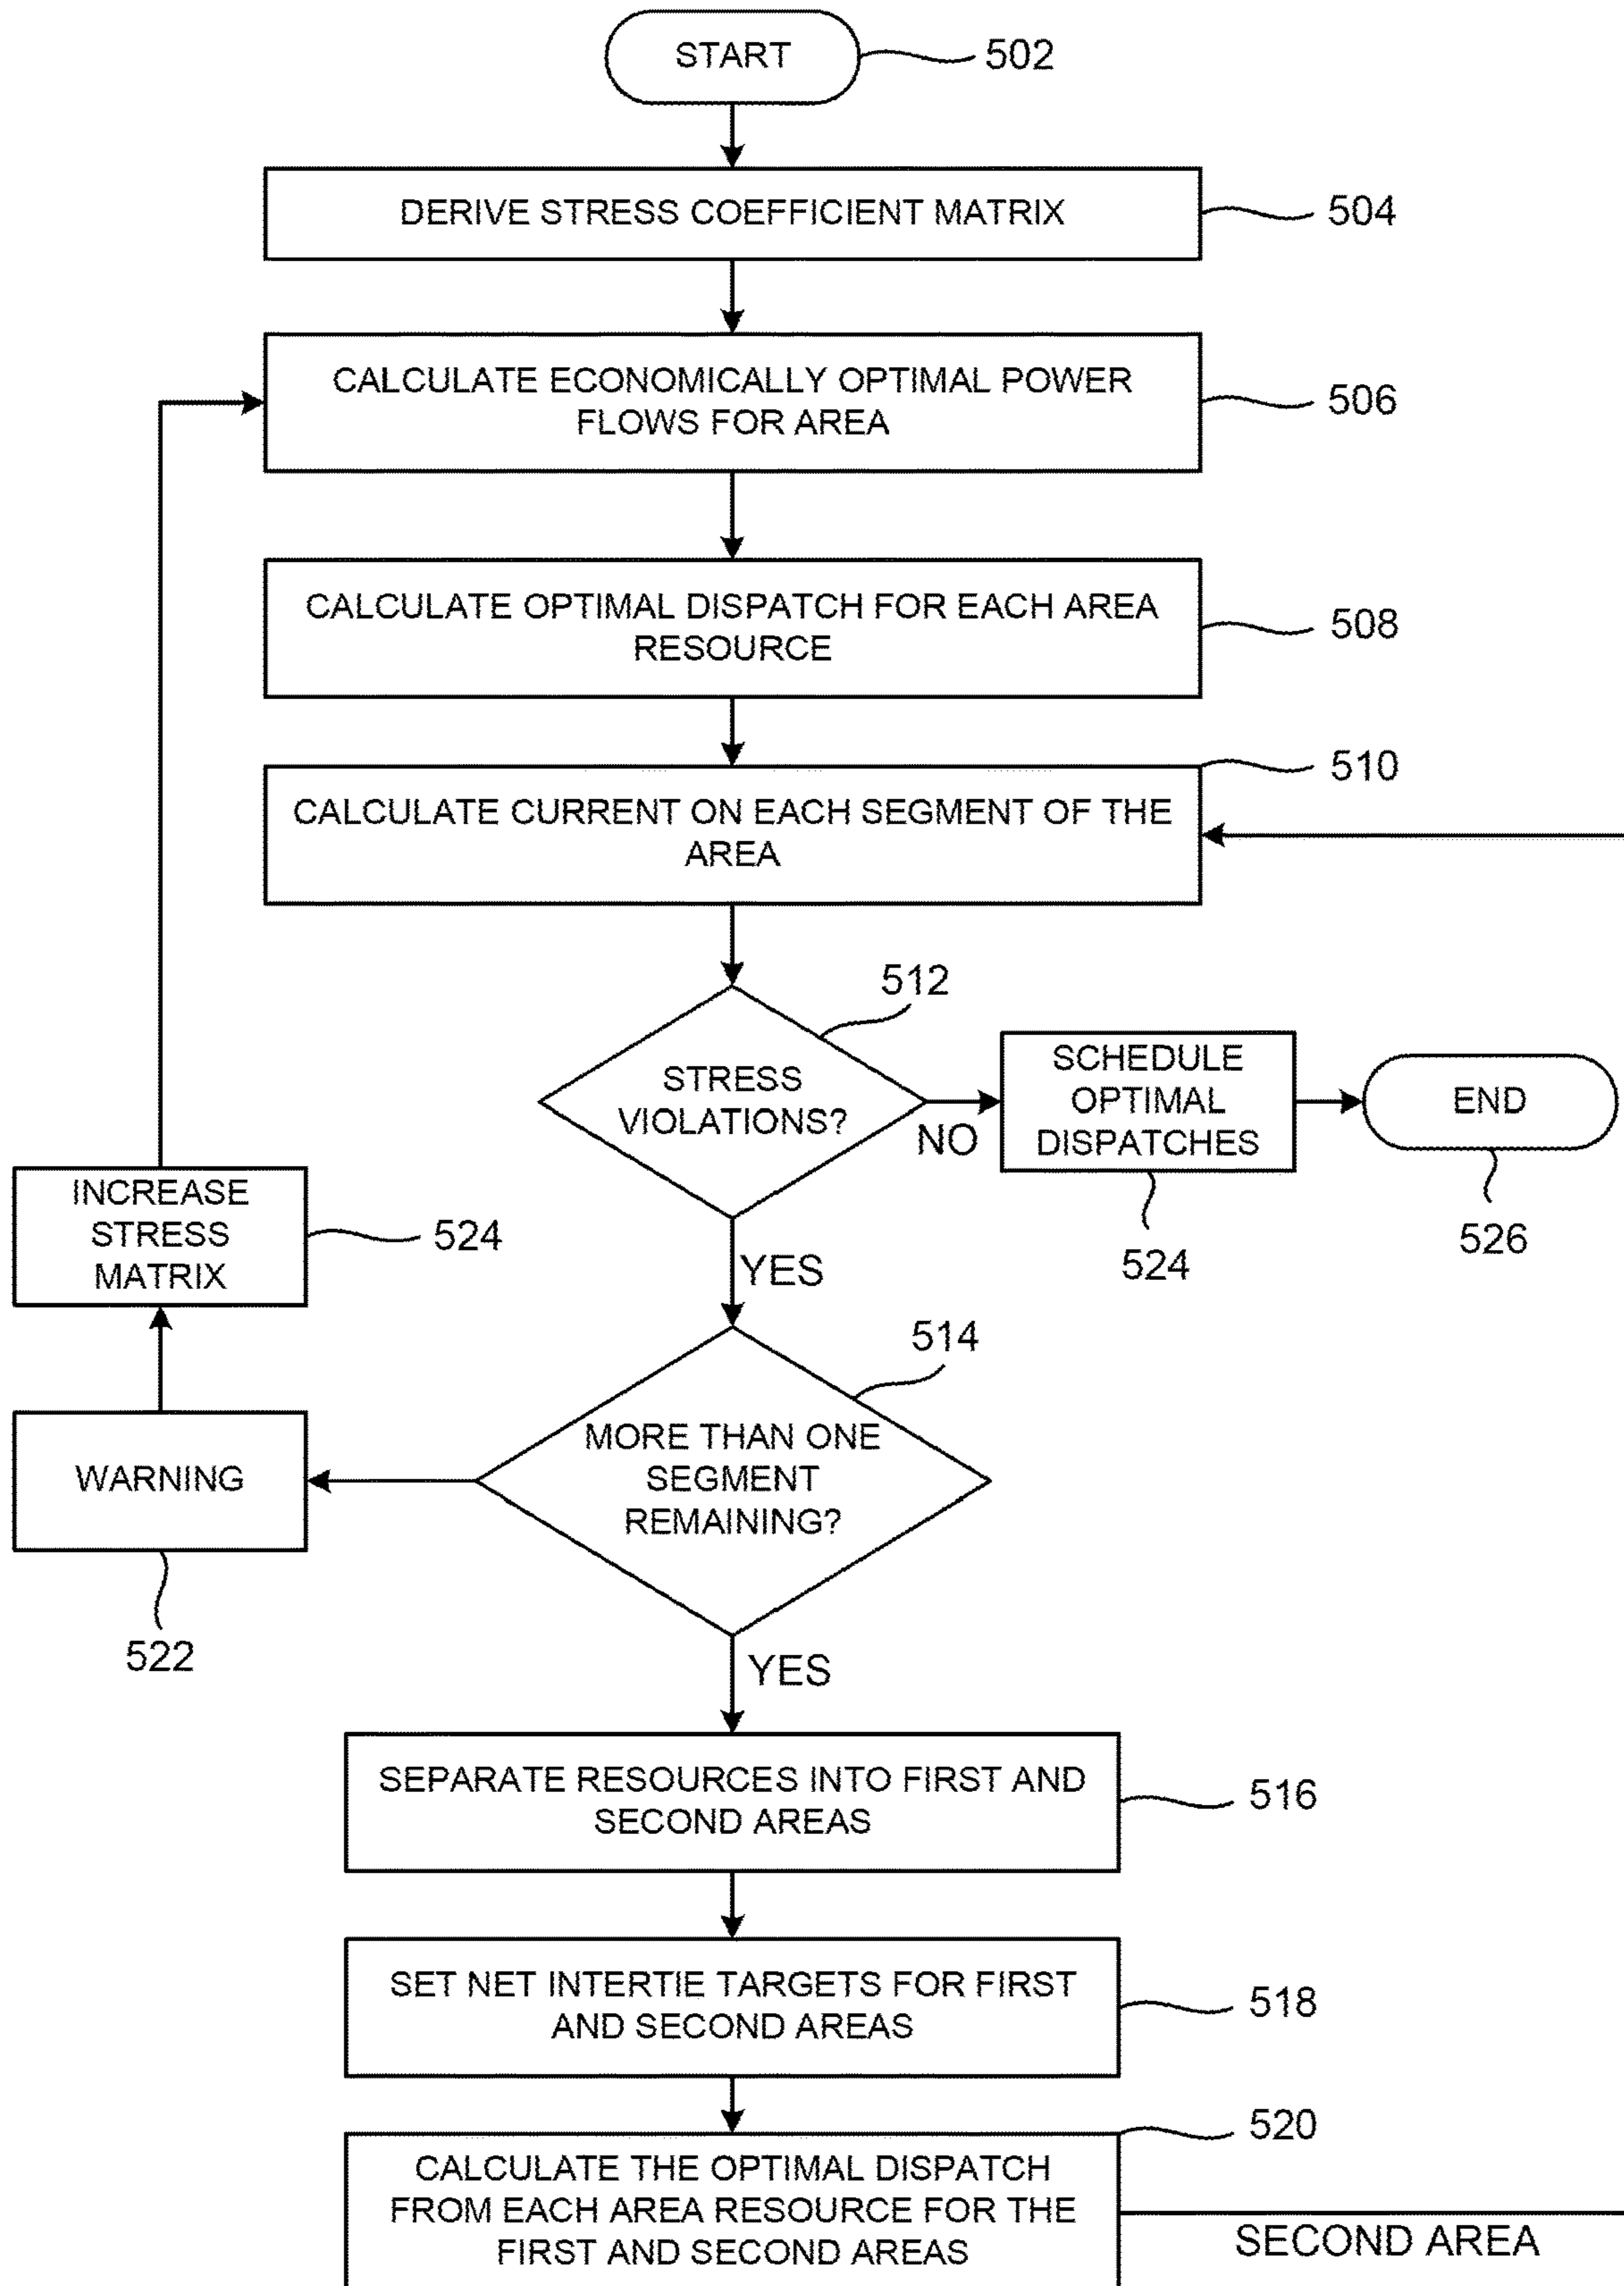 START
502
DERIVE STRESS COEFFICIENT MATRIX
504
CALCULATE ECONOMICALLY OPTIMAL POWER
FLOWS FOR AREA
506
CALCULATE OPTIMAL DISPATCH FOR EACH AREA
RESOURCE
508
510
CALCULATE CURRENT ON EACH SEGMENT OF THE
AREA
512
STRESS
VIOLATIONS?
NO
SCHEDULE
OPTIMAL
DISPATCHES
524
END
526
YES
INCREASE
STRESS
MATRIX
524
514
MORE THAN ONE
SEGMENT
REMAINING?
WARNING
522
YES
SEPARATE RESOURCES INTO FIRST AND
SECOND AREAS
516
SET NET INTERTIE TARGETS FOR FIRST
AND SECOND AREAS
518
520
CALCULATE THE OPTIMAL DISPATCH
FROM EACH AREA RESOURCE FOR THE
FIRST AND SECOND AREAS
SECOND AREA